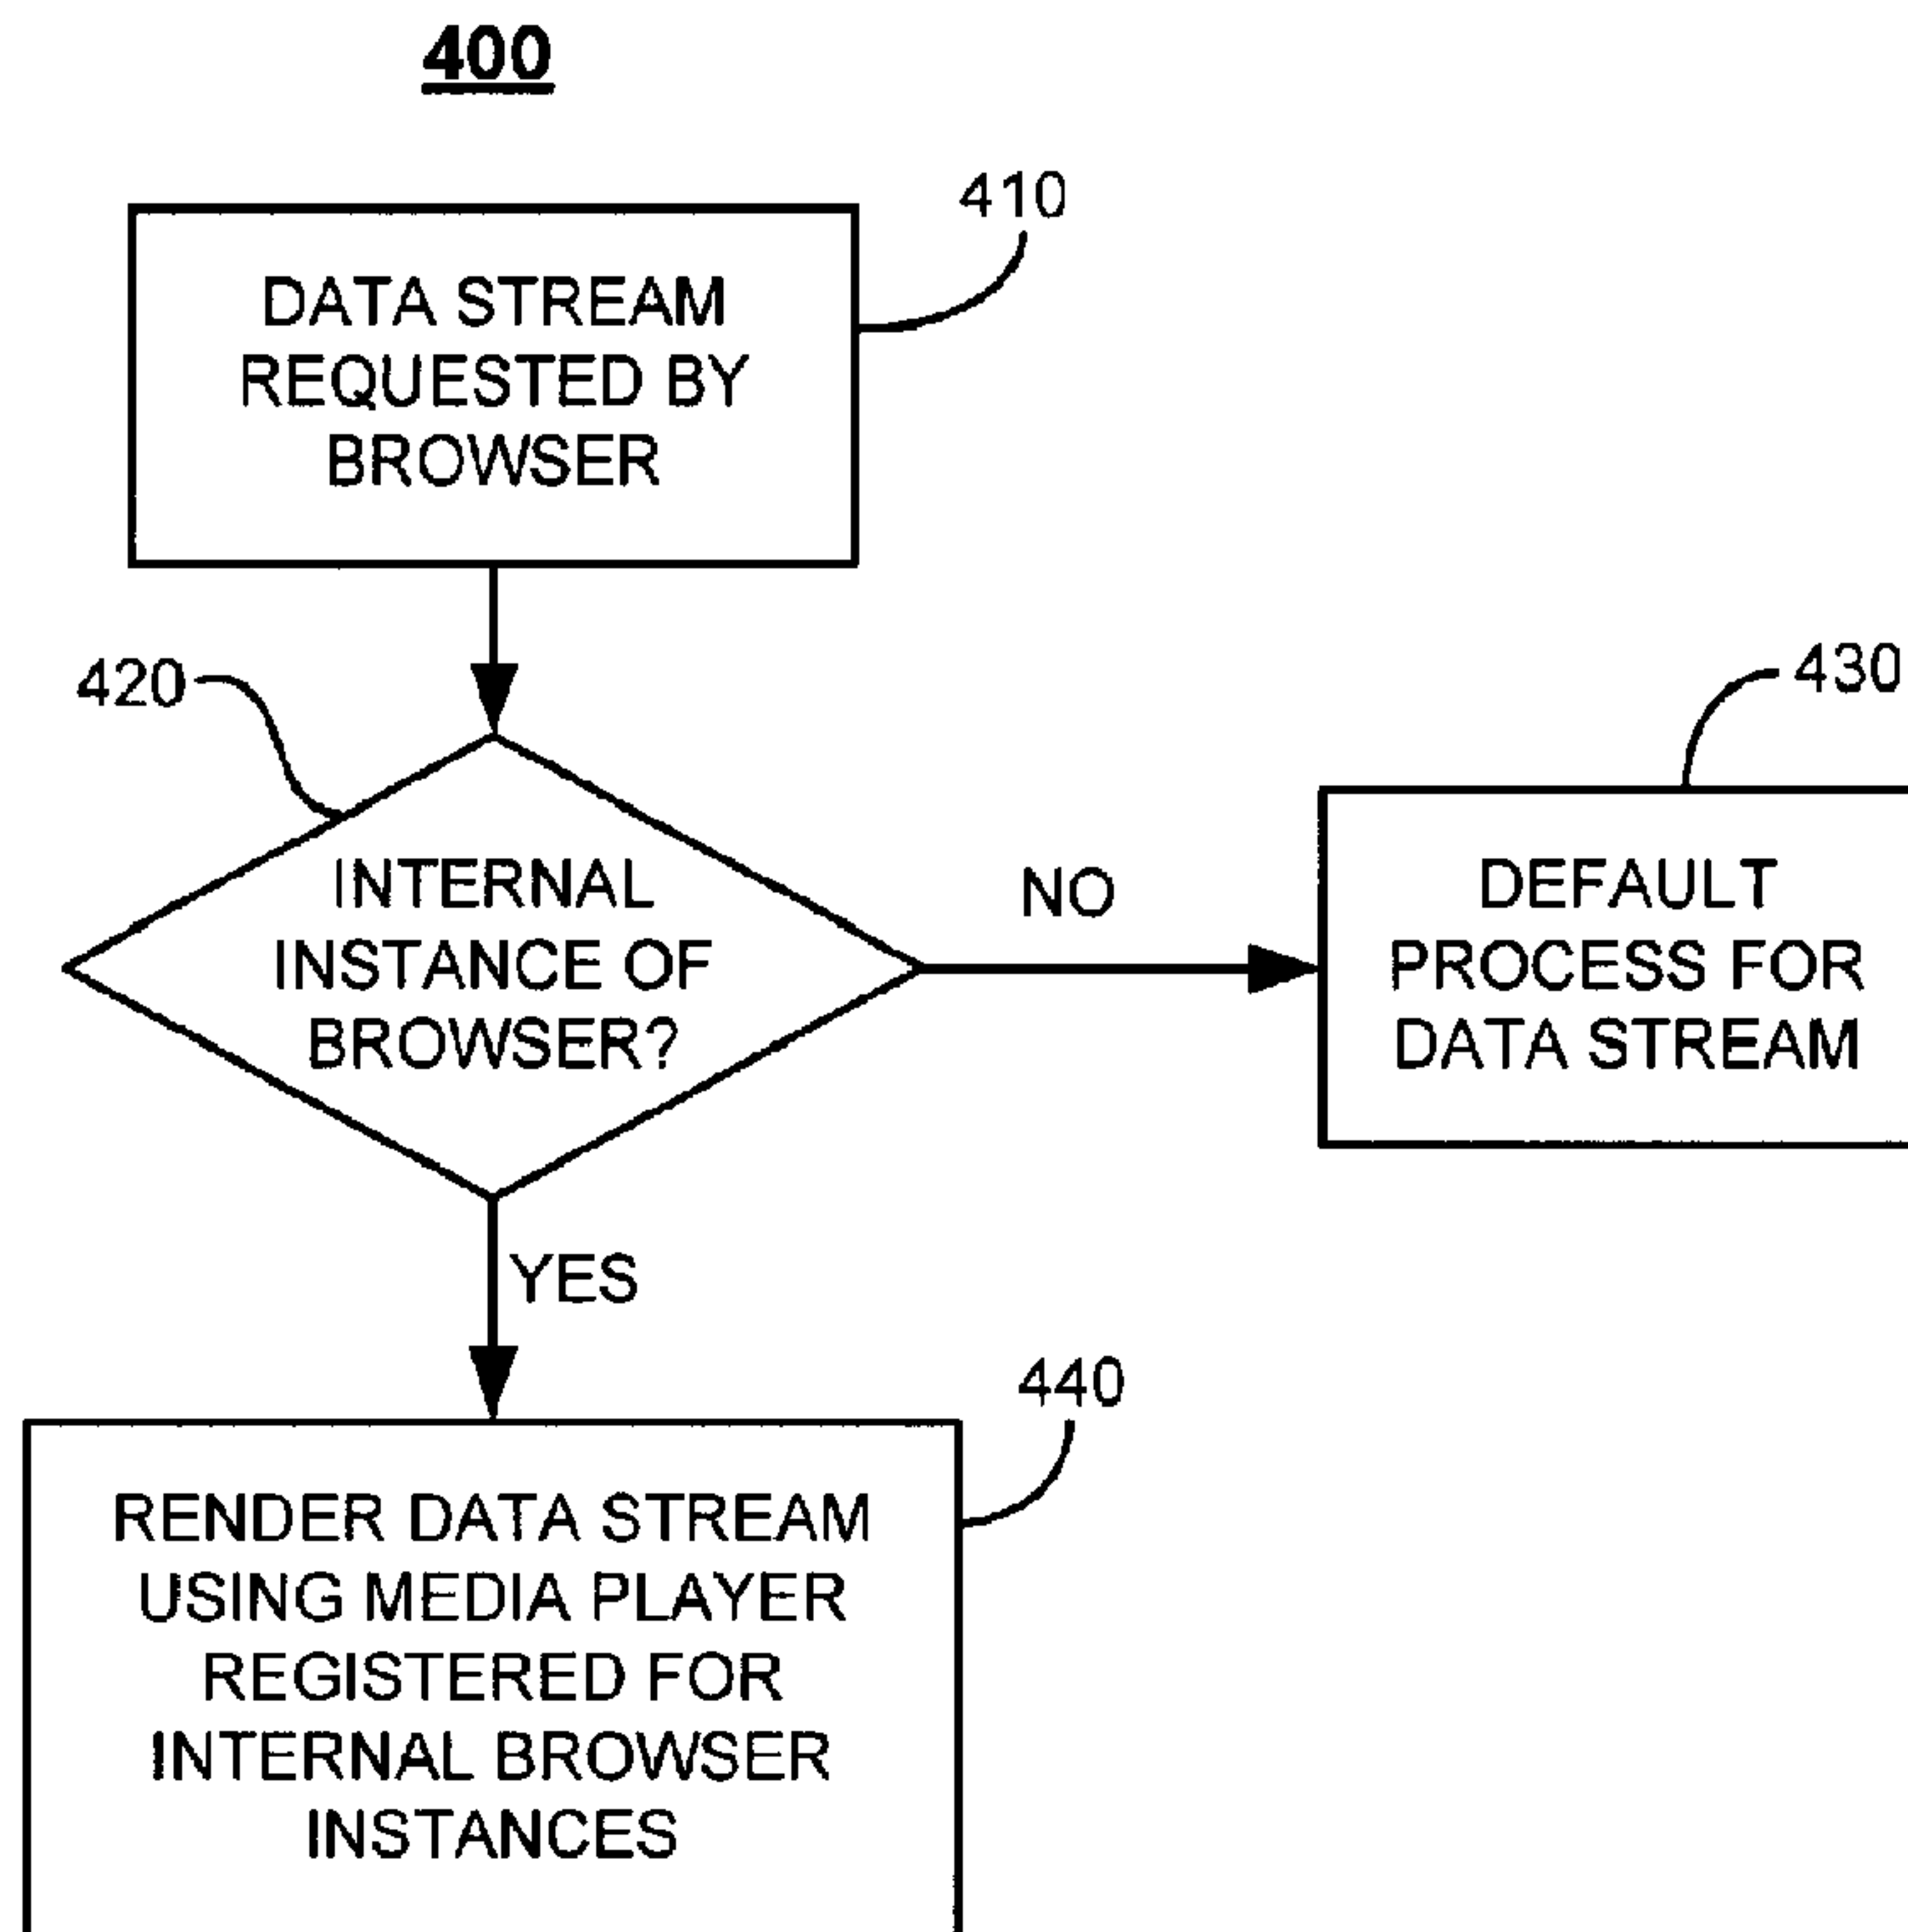 400
410
DATA STREAM
REQUESTED BY
BROWSER
420
430
INTERNAL
INSTANCE OF
BROWSER?
NO
DEFAULT
PROCESS FOR
DATA STREAM
YES
440
RENDER DATA STREAM
USING MEDIA PLAYER
REGISTERED FOR
INTERNAL BROWSER
INSTANCES